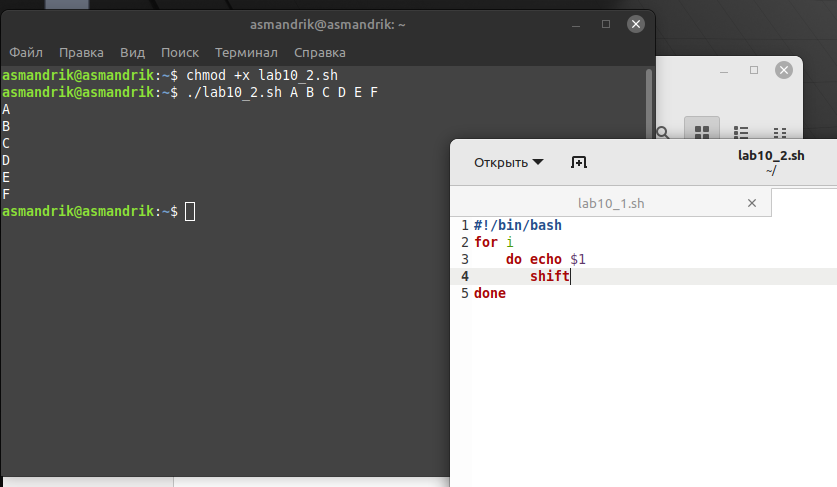 asmandrik@asmandrik: ~
Файл Правка Вид Поиск Терминал Справка
asmandrik@asmandrik:~$ chmod +x lab10_2.sh
asmandrik@asmandrik:~$ ./lab10_2.sh A B C D E F
A
B
C
D
E
F
asmandrik@asmandrik:~$
Открыть
lab10_2.sh
~/
lab10_1.sh
1 #!/bin/bash
2 for i
3     do echo $1
4        shift
5 done